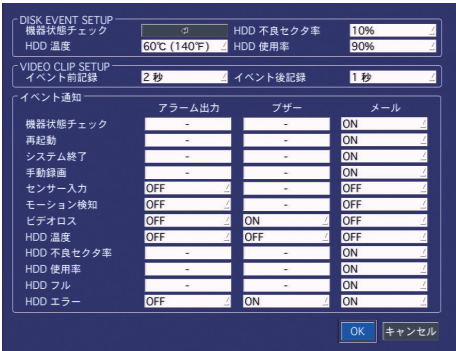 DISK EVENT SETUP
機器状態チェック HDD 不良セクタ率 10%
HDD 温度 60℃ (140℉) HDD 使用率 90%
VIDEO CLIP SETUP
イベント前記録 2 秒 イベント後記録 1 秒
イベント通知
アラーム出力 ブザー メール
機器状態チェック - - ON
再起動 - - ON
システム終了 - - ON
手動録画 - - ON
センサー入力 OFF - OFF
モーション検知 OFF - OFF
ビデオロス OFF ON OFF
HDD 温度 OFF OFF OFF
HDD 不良セクタ率 - - ON
HDD 使用率 - - ON
HDD フル - - ON
HDD エラー OFF ON ON
OK キャンセル